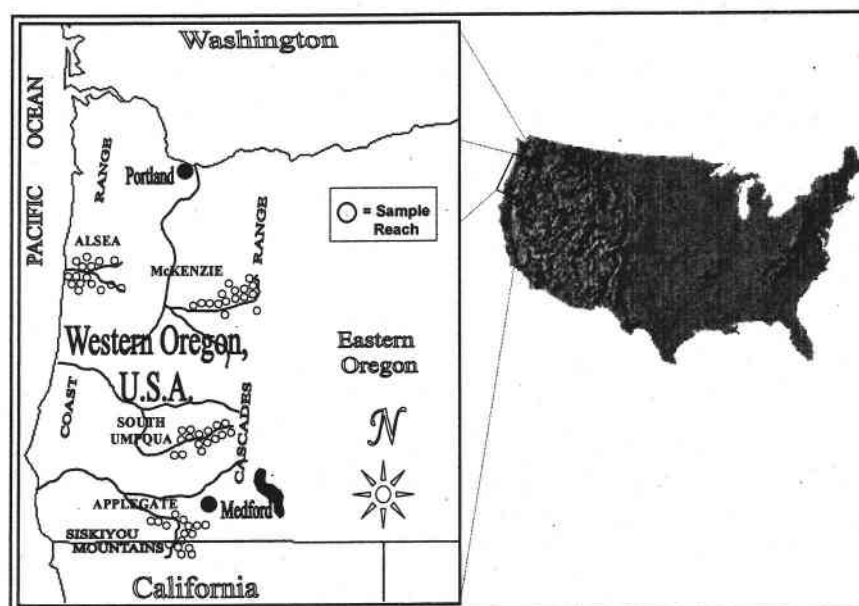 Washington
PACIFIC OCEAN
RANGE
Portland
= Sample
Reach
ALSEA
McKENZIE
RANGE
Western Oregon,
U.S.A.
Eastern
Oregon
COAST
SOUTH
UMPQUA
CASCADES
N
APPLEGATE
Medford
SISKIYOU
MOUNTAINS
California